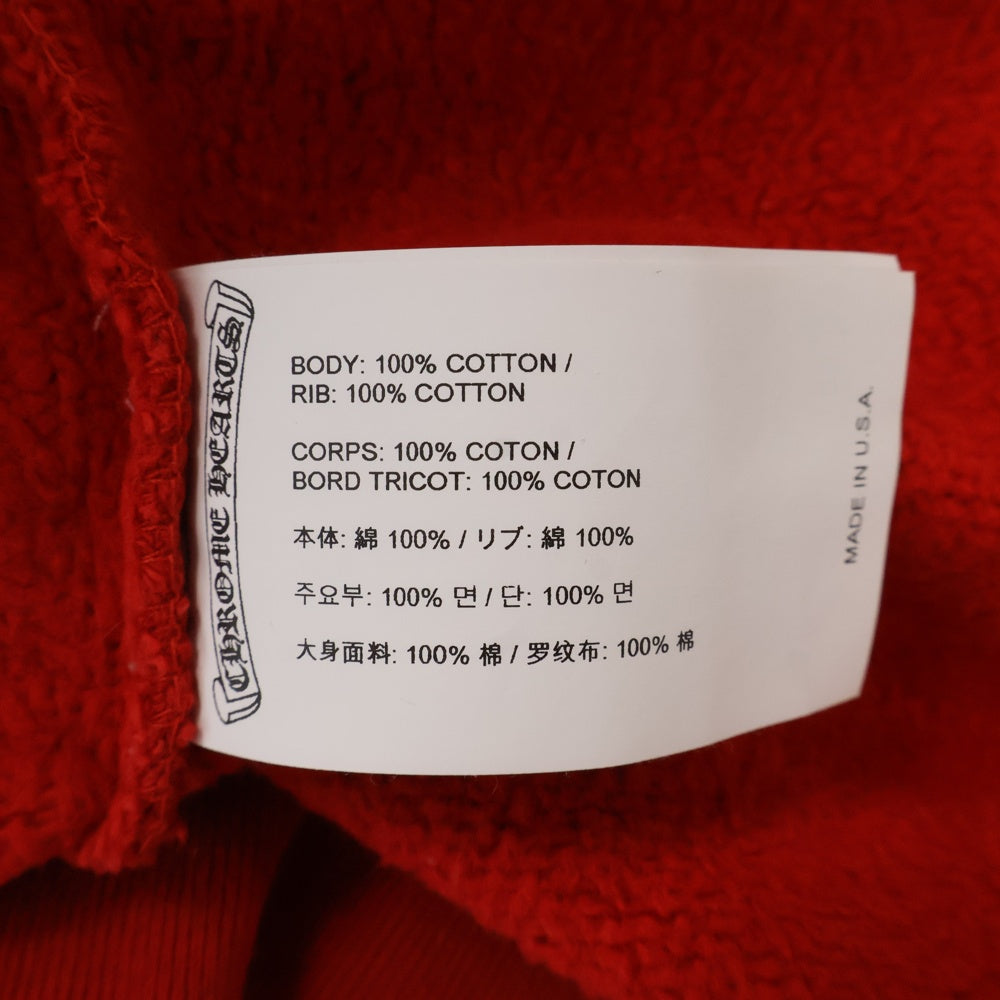 CHROME HEARTS
BODY: 100% COTTON /
RIB: 100% COTTON
CORPS: 100% COTON /
BORD TRICOT: 100% COTON
本体: 綿 100% / リブ: 綿 100%
주요부: 100% 면 / 단: 100% 면
大身面料: 100% 棉 / 罗纹布: 100% 棉
MADE IN U.S.A.